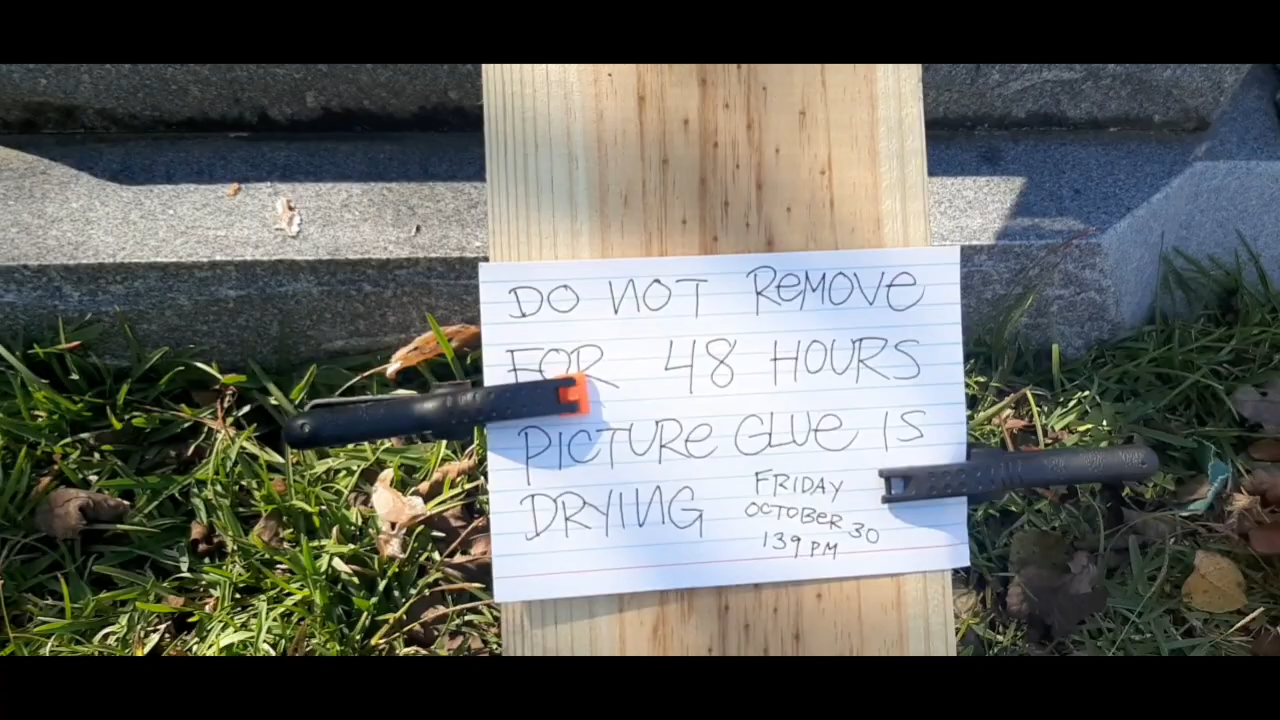 DO NOT REMOVE
FOR 48 HOURS
PICTURE GLUE IS
DRYING
FRIDAY
OCTOBER 30
139 PM